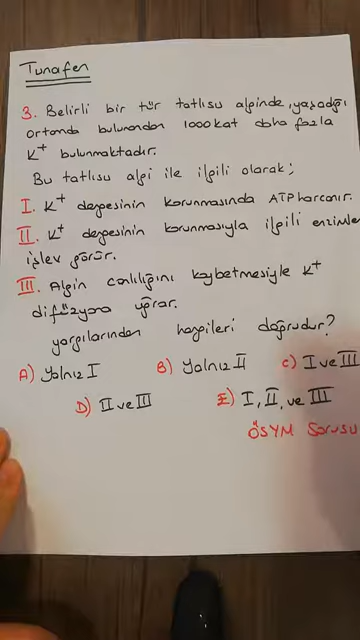 Tunafen
3. Belirli bir tür tatlısu alginde, yaşadığı
ortamda bulunandan 1000 kat daha fazla
K+ bulunmaktadır.
Bu tatlısu algi ile ilgili olarak;
I. K+ dengesinin korunmasında ATP harcanır.
II. K+ dengesinin korunmasıyla ilgili enzimler
işlev görür.
III. Algin canlılığını kaybetmesiyle K+
difüzyona uğrar.
yargılarından hangileri doğrudur?
A) Yalnız I B) Yalnız II C) I ve III
D) II ve III E) I, II, ve III
ÖSYM Sorusu